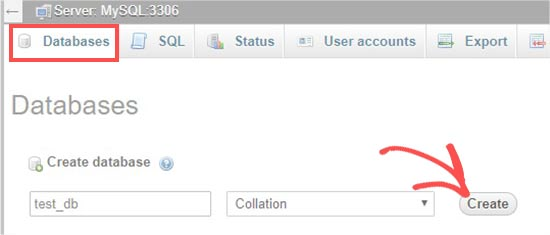 Server: MySQL:3306
Databases SQL Status User accounts Export
Databases
Create database
test_db Collation Create